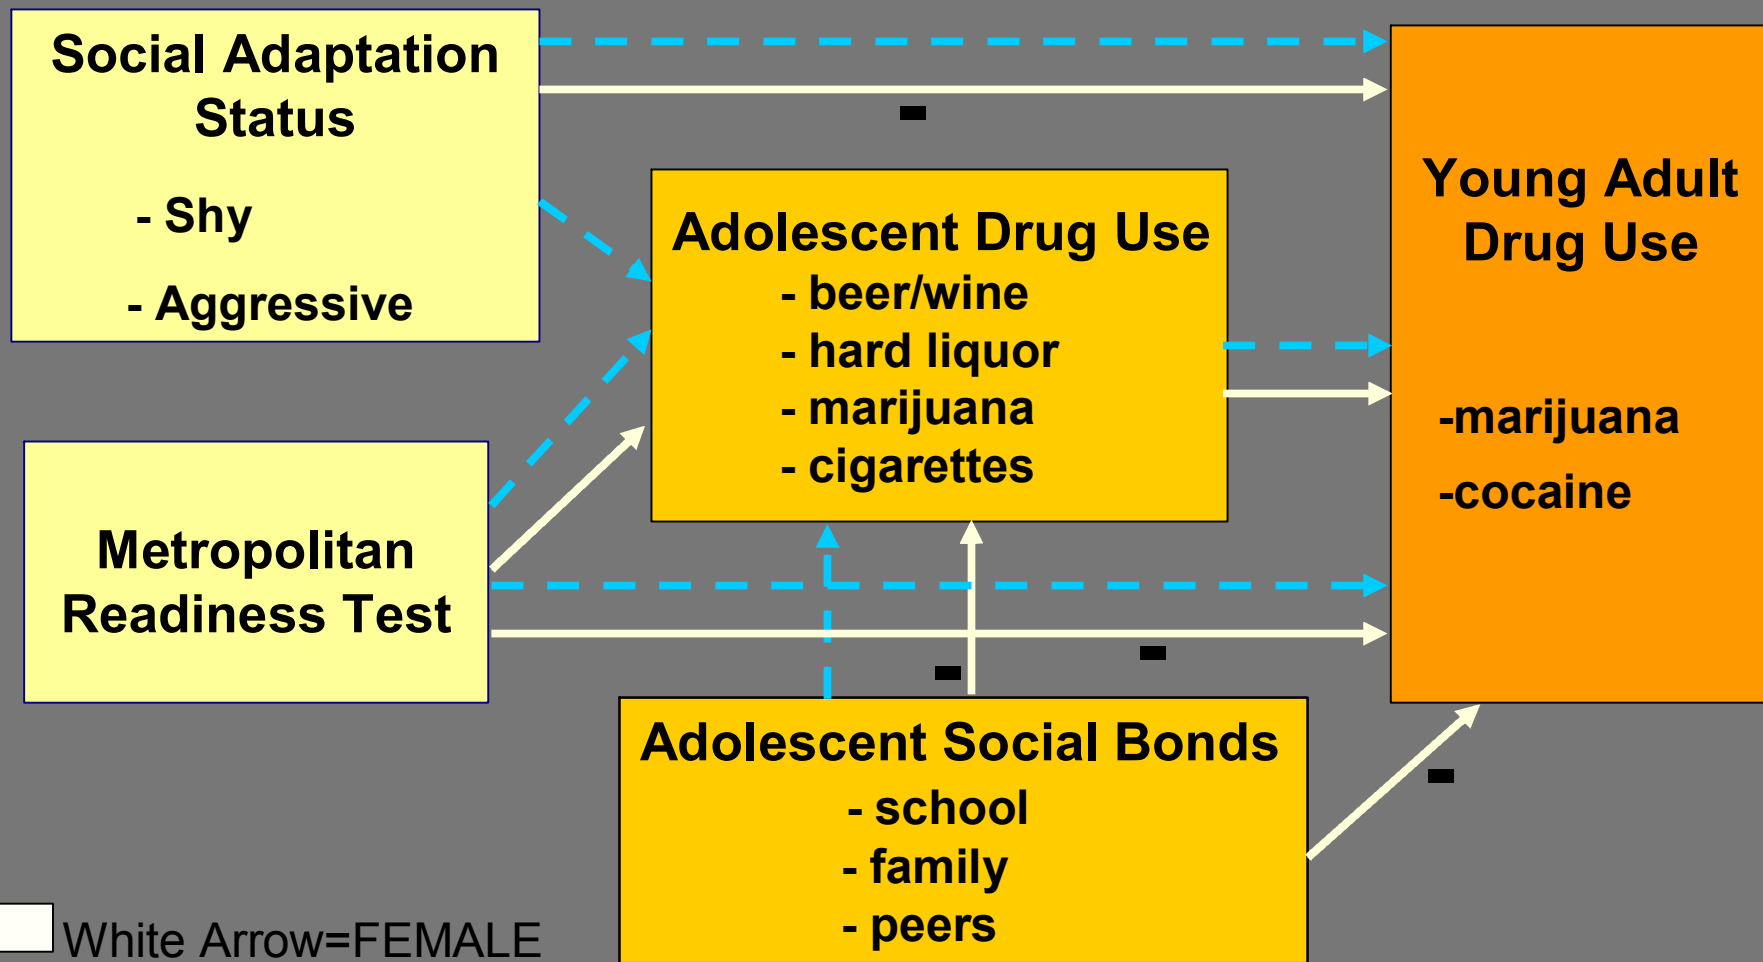 Social Adaptation
Status
- Shy
- Aggressive
Adolescent Drug Use
- beer/wine
- hard liquor
- marijuana
- cigarettes
Young Adult
Drug Use
-marijuana
-cocaine
Metropolitan
Readiness Test
-
-
-
-
Adolescent Social Bonds
- school
- family
- peers
White Arrow=FEMALE